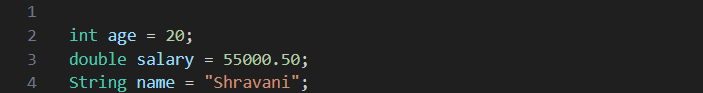 1
2 int age = 20;
3 double salary = 55000.50;
4 String name = "Shravani";